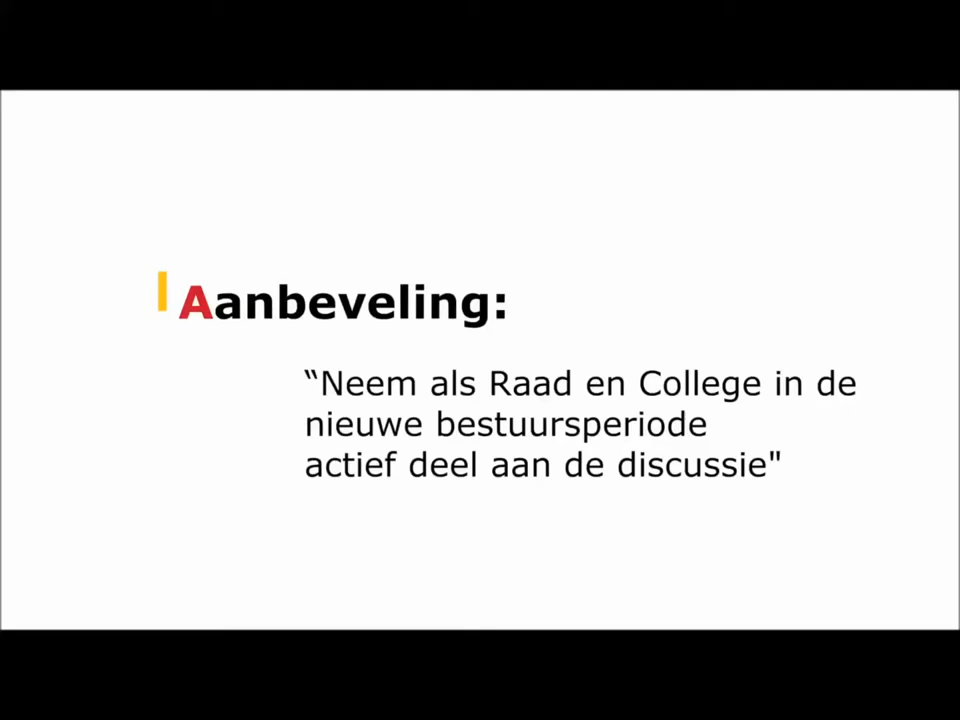 Aanbeveling:
“Neem als Raad en College in de
nieuwe bestuursperiode
actief deel aan de discussie"